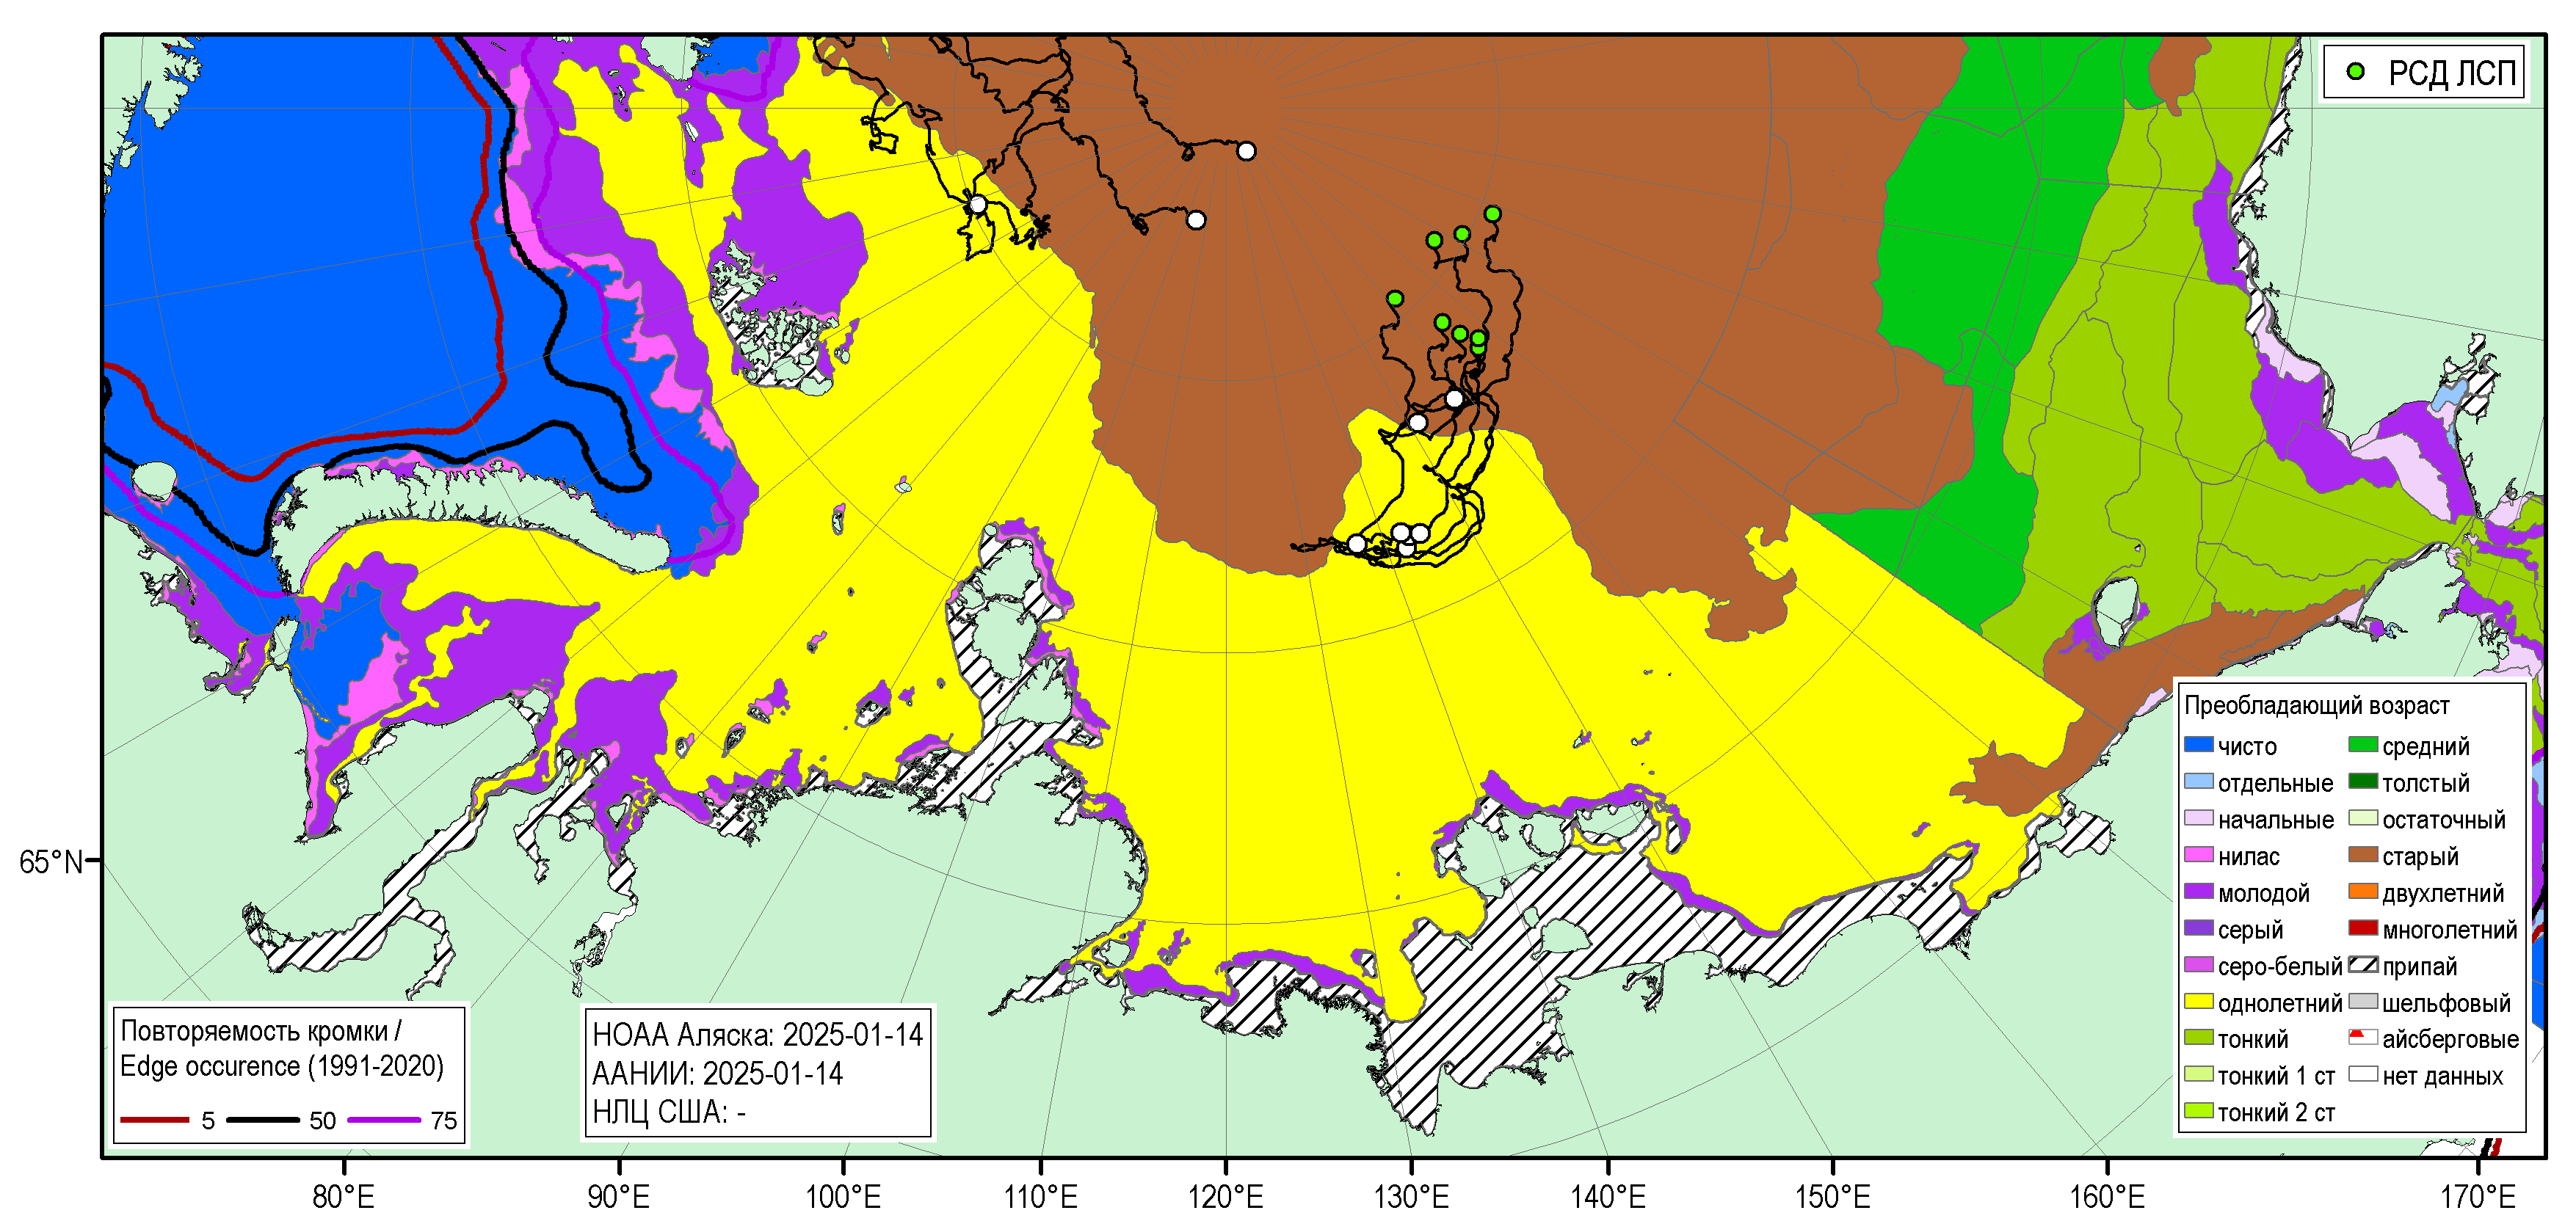 РСД ЛСП
65°N
Преобладающий возраст
чисто
отдельные
начальные
нилас
молодой
серый
серо-белый
однолетний
тонкий
тонкий 1 ст
тонкий 2 ст
средний
толстый
остаточный
старый
двухлетний
многолетний
припай
шельфовый
айсберговые
нет данных
Повторяемость кромки /
Edge occurence (1991-2020)
5 50 75
НОАА Аляска: 2025-01-14
ААНИИ: 2025-01-14
НЛЦ США: -
80°E 90°E 100°E 110°E 120°E 130°E 140°E 150°E 160°E 170°E